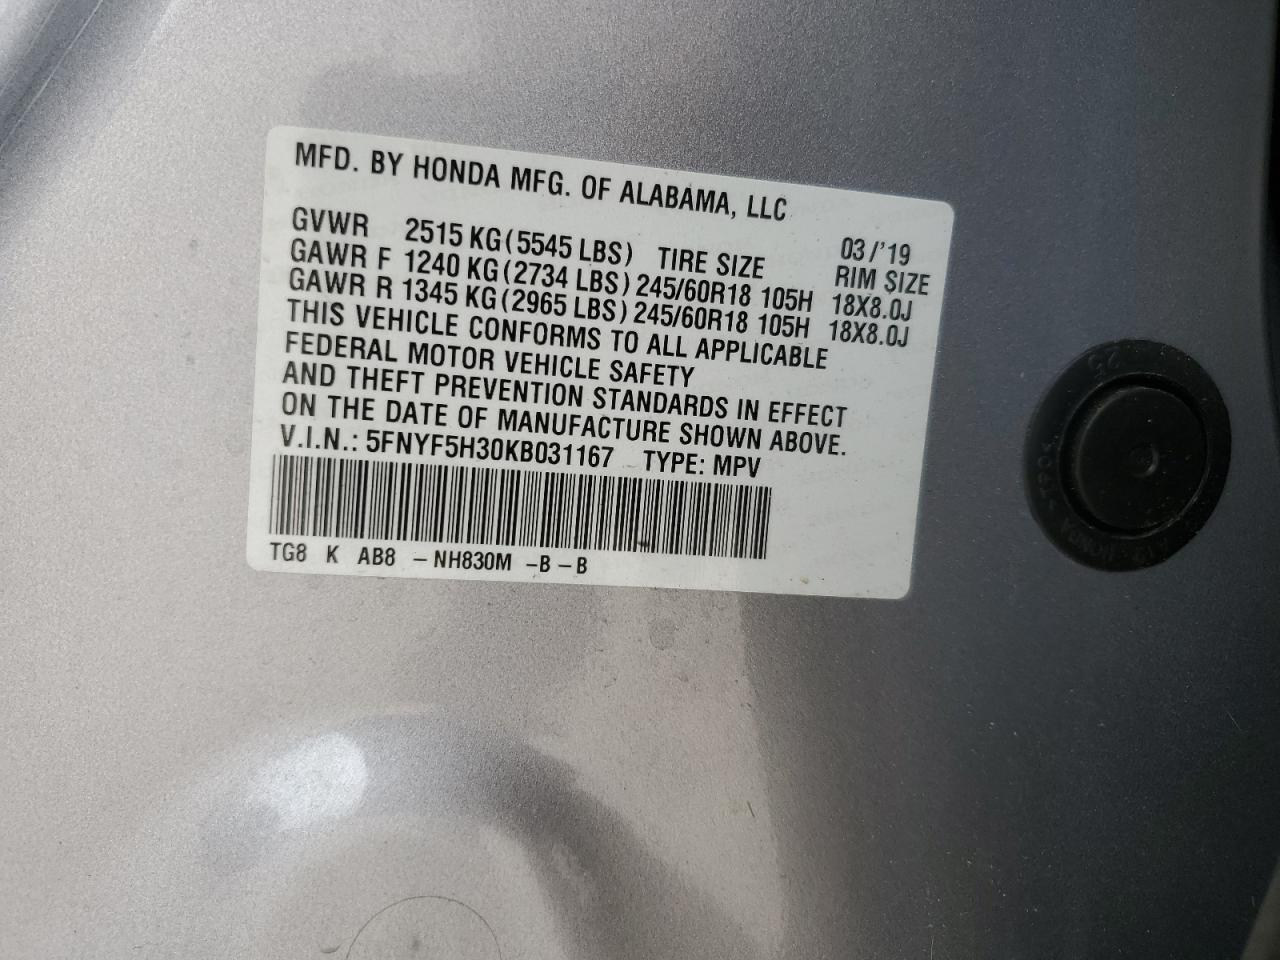 MFD. BY HONDA MFG. OF ALABAMA, LLC
03/'19
GVWR 2515 KG (5545 LBS) TIRE SIZE RIM SIZE
GAWR F 1240 KG (2734 LBS) 245/60R18 105H 18X8.0J
GAWR R 1345 KG (2965 LBS) 245/60R18 105H 18X8.0J
THIS VEHICLE CONFORMS TO ALL APPLICABLE
FEDERAL MOTOR VEHICLE SAFETY
AND THEFT PREVENTION STANDARDS IN EFFECT
ON THE DATE OF MANUFACTURE SHOWN ABOVE.
V.I.N.: 5FNYF5H30KB031167 TYPE: MPV
TG8 K AB8 -NH830M -B-B
25
HONDA